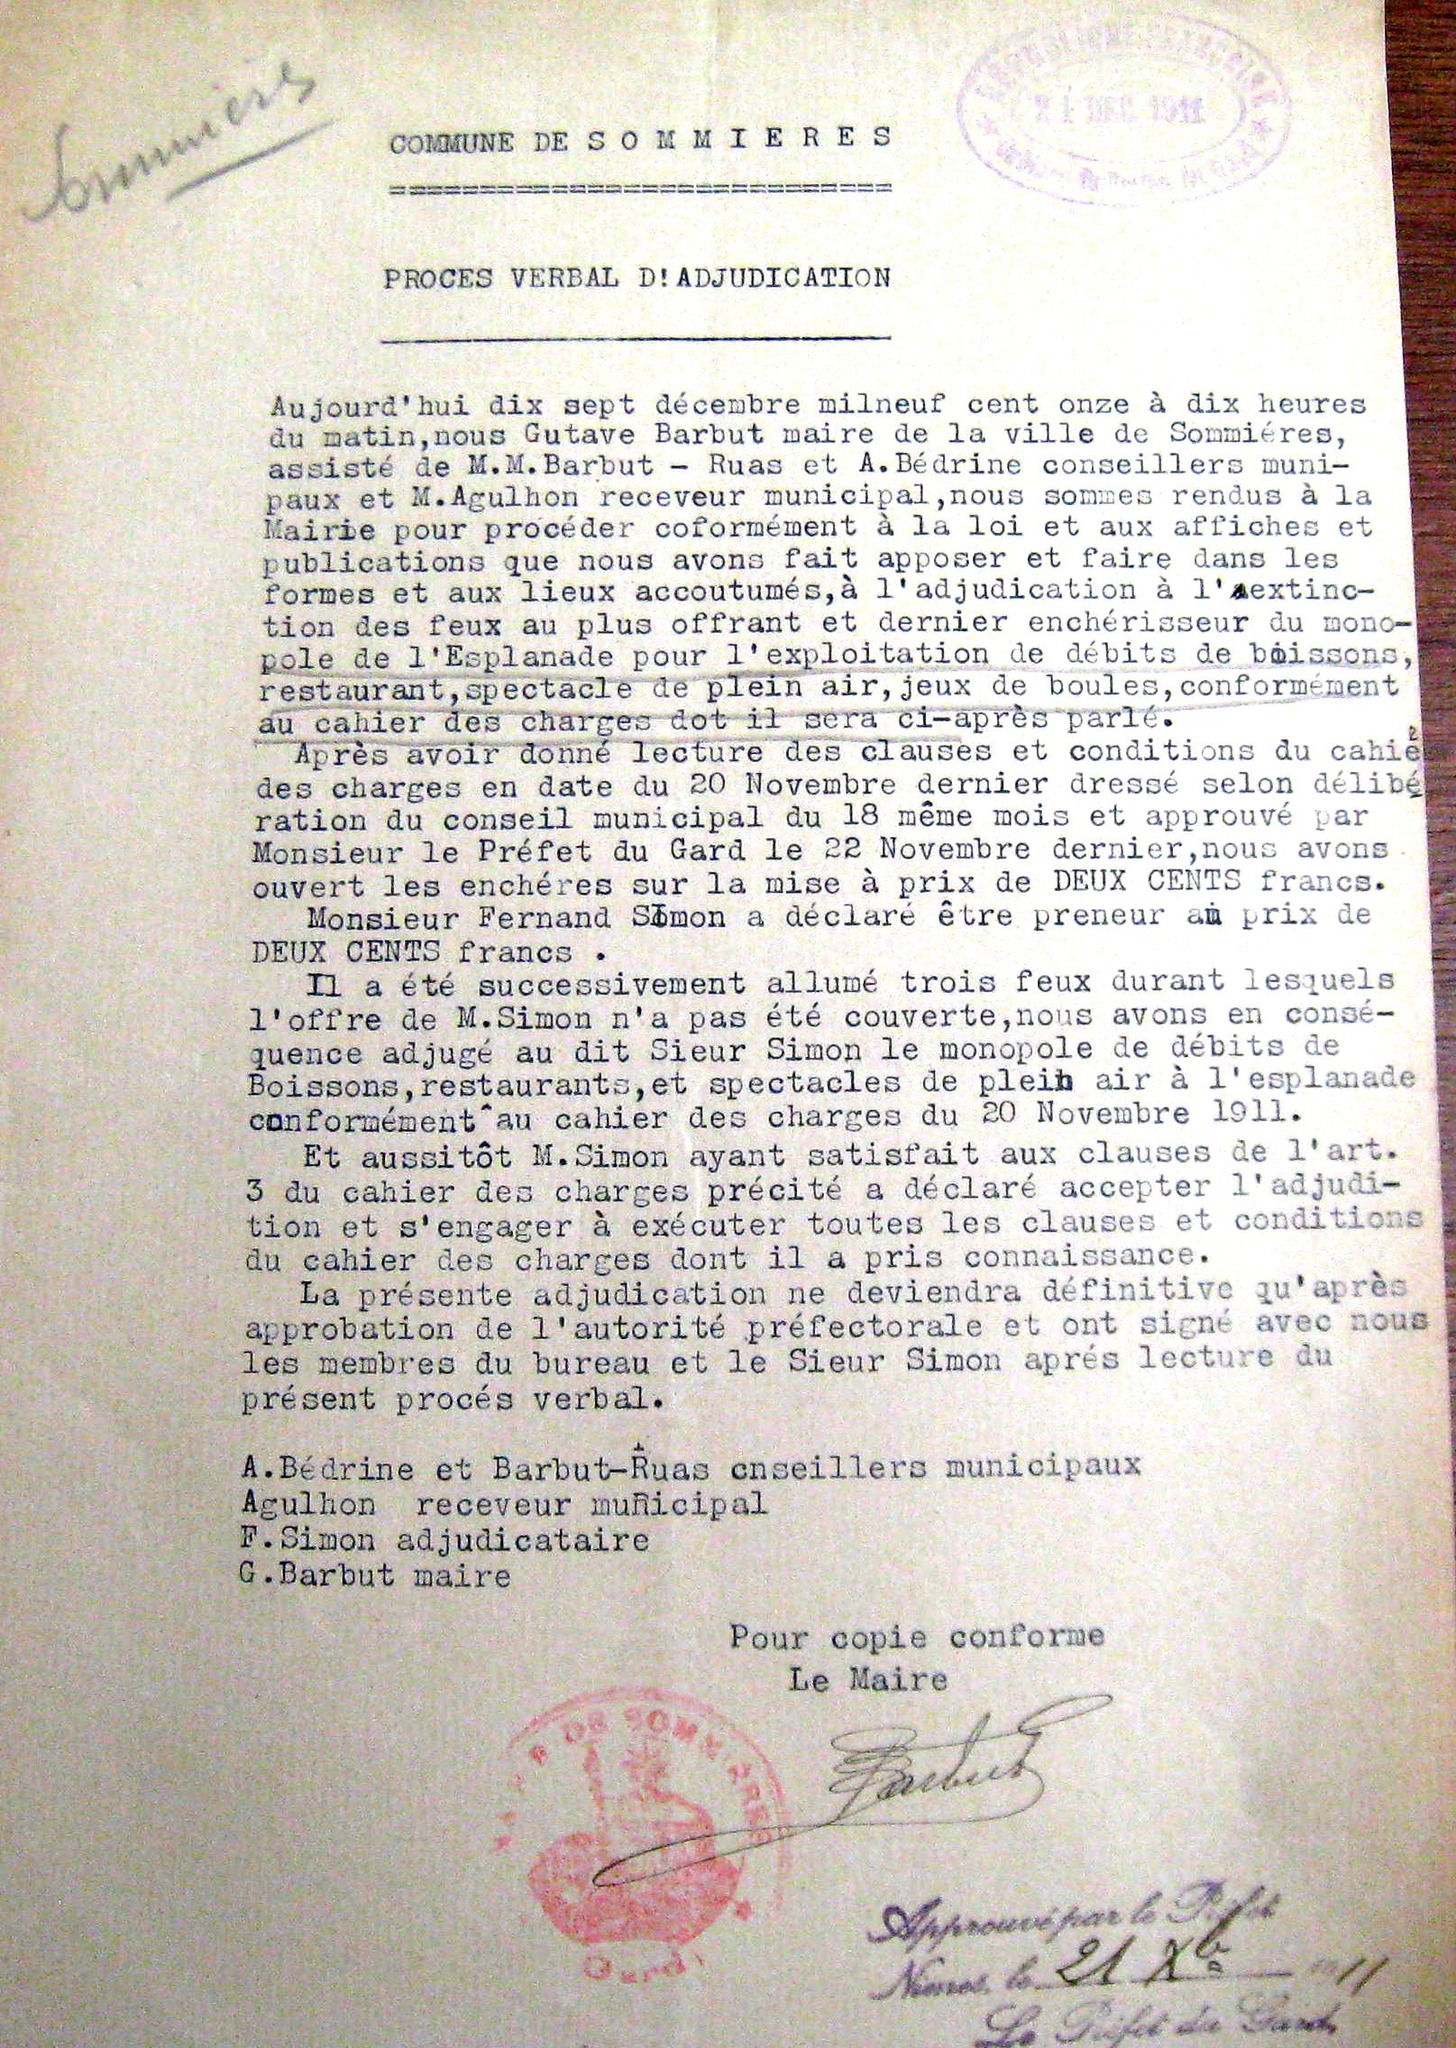 Sommières
REPUBLIQUE FRANCAISE
21 DEC 1911
COMMUNE DE S O M M I E R E S
==============================
PROCES VERBAL D'ADJUDICATION
Aujourd'hui dix sept décembre milneuf cent onze à dix heures
du matin,nous Gutave Barbut maire de la ville de Sommiéres,
assisté de M.M.Barbut - Ruas et A.Bédrine conseillers muni-
paux et M.Agulhon receveur municipal,nous sommes rendus à la
Mairie pour procéder coformément à la loi et aux affiches et
publications que nous avons fait apposer et faire dans les
formes et aux lieux accoutumés,à l'adjudication à l'extinc-
tion des feux au plus offrant et dernier enchérisseur du mono-
pole de l'Esplanade pour l'exploitation de débits de boissons,
restaurant,spectacle de plein air,jeux de boules,conformément
au cahier des charges dot il sera ci-après parlé.
Après avoir donné lecture des clauses et conditions du cahier
des charges en date du 20 Novembre dernier dressé selon délibé
ration du conseil municipal du 18 même mois et approuvé par
Monsieur le Préfet du Gard le 22 Novembre dernier,nous avons
ouvert les enchéres sur la mise à prix de DEUX CENTS francs.
Monsieur Fernand SImon a déclaré être preneur au prix de
DEUX CENTS francs .
Il a été successivement allumé trois feux durant lesquels
l'offre de M.Simon n'a pas été couverte,nous avons en consé-
quence adjugé au dit Sieur Simon le monopole de débits de
Boissons,restaurants,et spectacles de plein air à l'esplanade
conformément au cahier des charges du 20 Novembre 1911.
Et aussitôt M.Simon ayant satisfait aux clauses de l'art.
3 du cahier des charges précité a déclaré accepter l'adjudi-
tion et s'engager à exécuter toutes les clauses et conditions
du cahier des charges dont il a pris connaissance.
La présente adjudication ne deviendra définitive qu'après
approbation de l'autorité préfectorale et ont signé avec nous
les membres du bureau et le Sieur Simon aprés lecture du
présent procés verbal.
A.Bédrine et Barbut-Ruas cnseillers municipaux
Agulhon receveur municipal
F.Simon adjudicataire
G.Barbut maire
Pour copie conforme
Le Maire
Barbut
DE SOMMIERES
Gard
Approuvé par le Préfet
Nimes, le 21 Xbre 1911
Le Préfet du Gard,